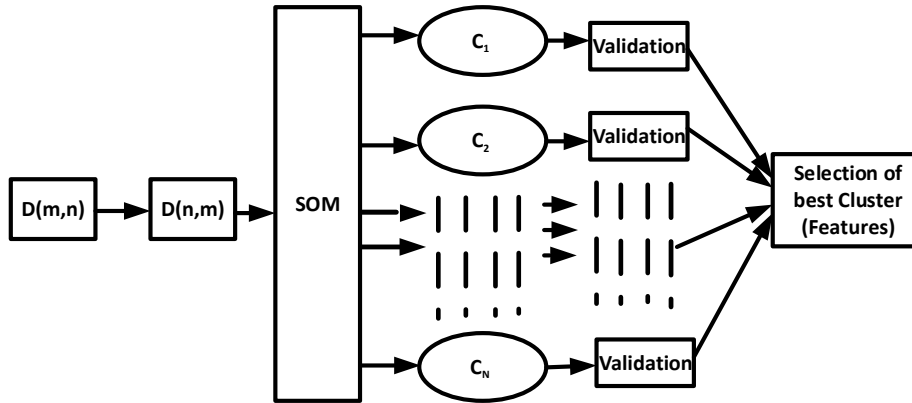 D(m,n)
D(n,m)
SOM
C₁
Validation
C₂
Validation
Cₙ
Validation
Selection of
best Cluster
(Features)